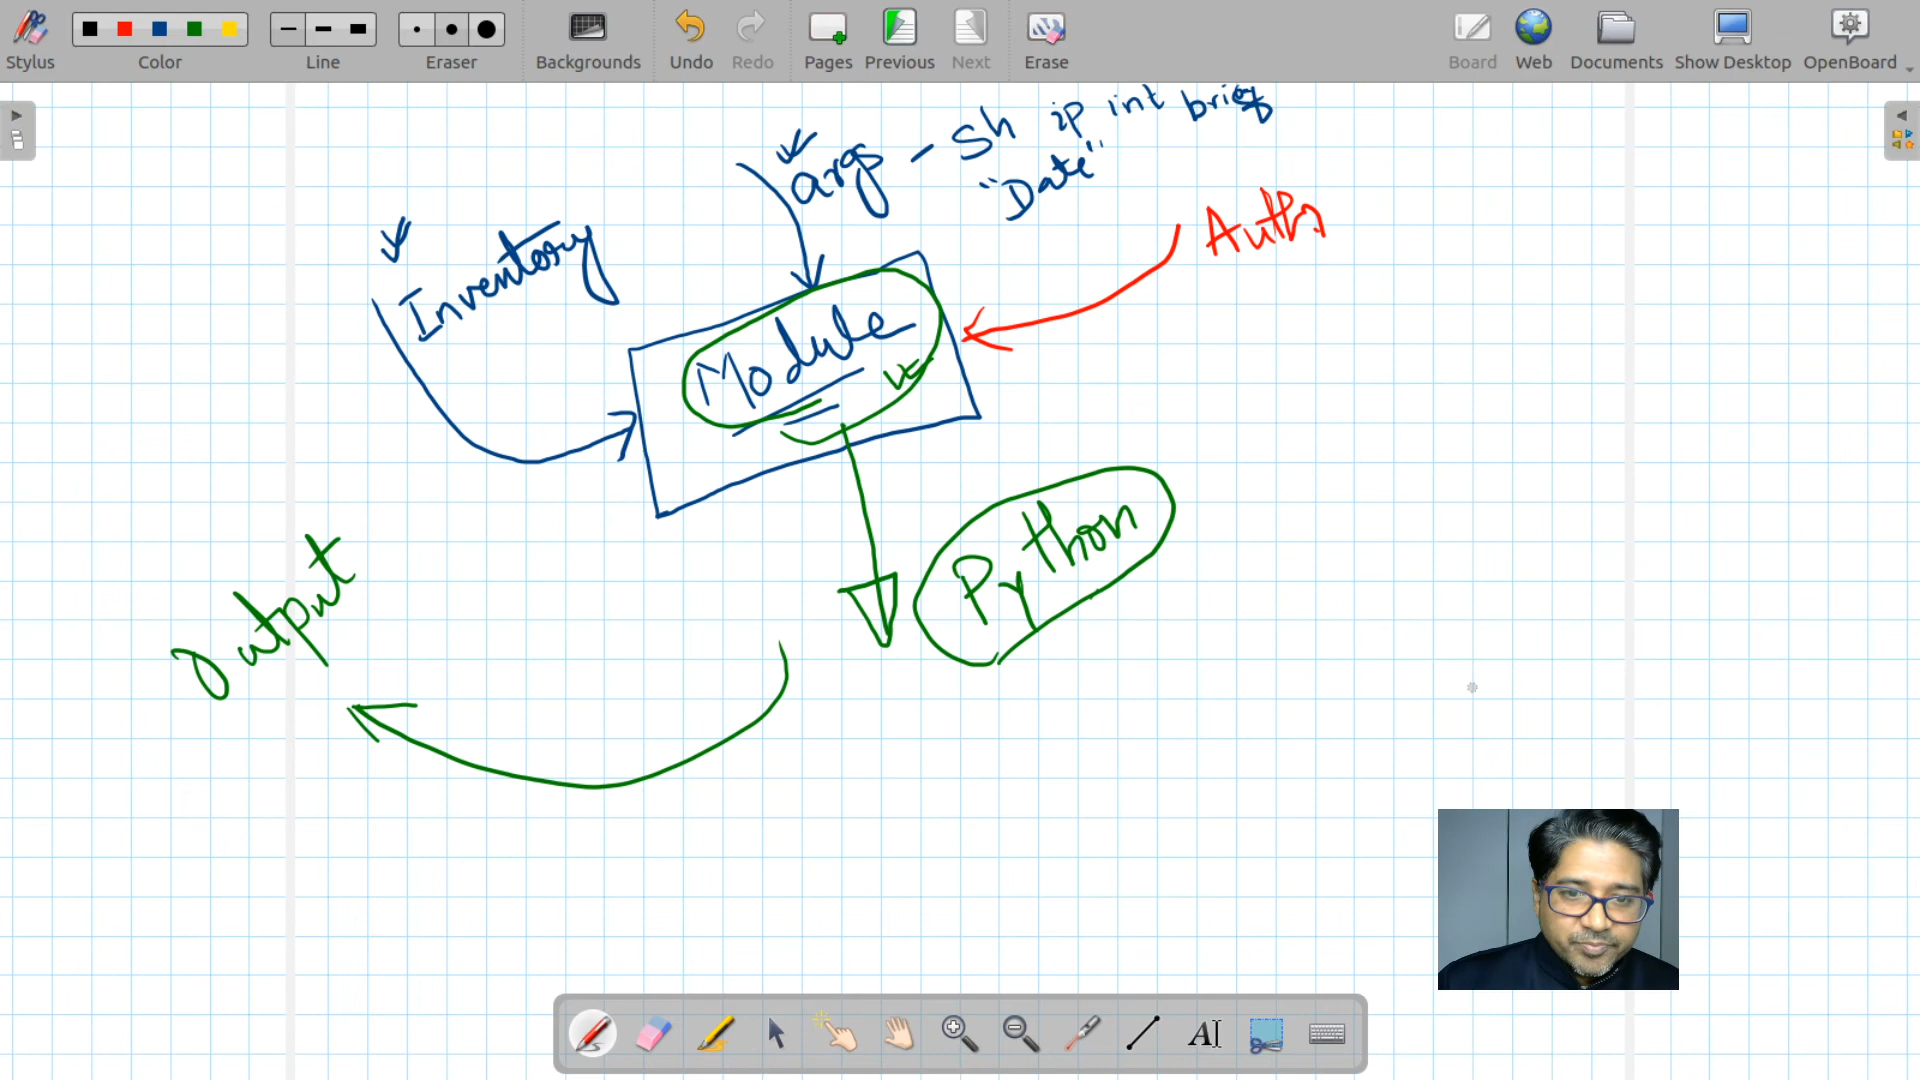 Stylus
Color
Line
Eraser
Backgrounds
Undo
Redo
Pages
Previous
Next
Erase
Board
Web
Documents
Show Desktop
OpenBoard
args - Sh ip int brief
"Date"
Auth
Inventory
Module
Python
Output